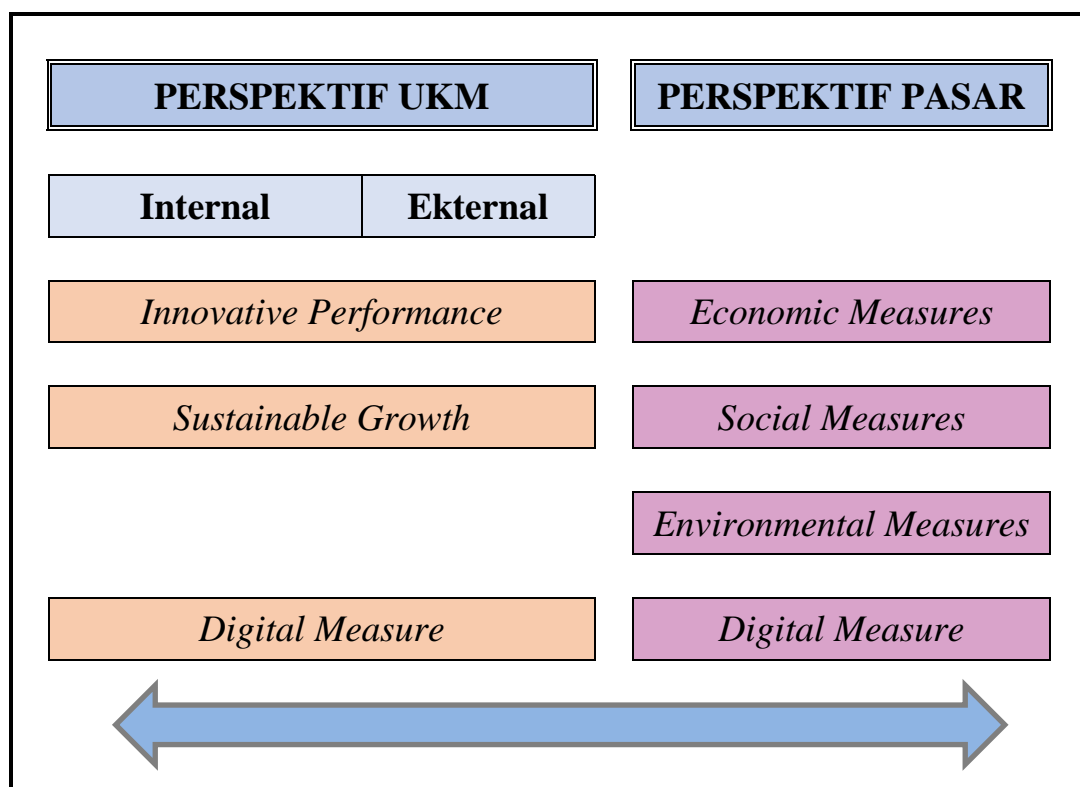 PERSPEKTIF UKM
PERSPEKTIF PASAR
Internal
Ekternal
Innovative Performance
Economic Measures
Sustainable Growth
Social Measures
Environmental Measures
Digital Measure
Digital Measure